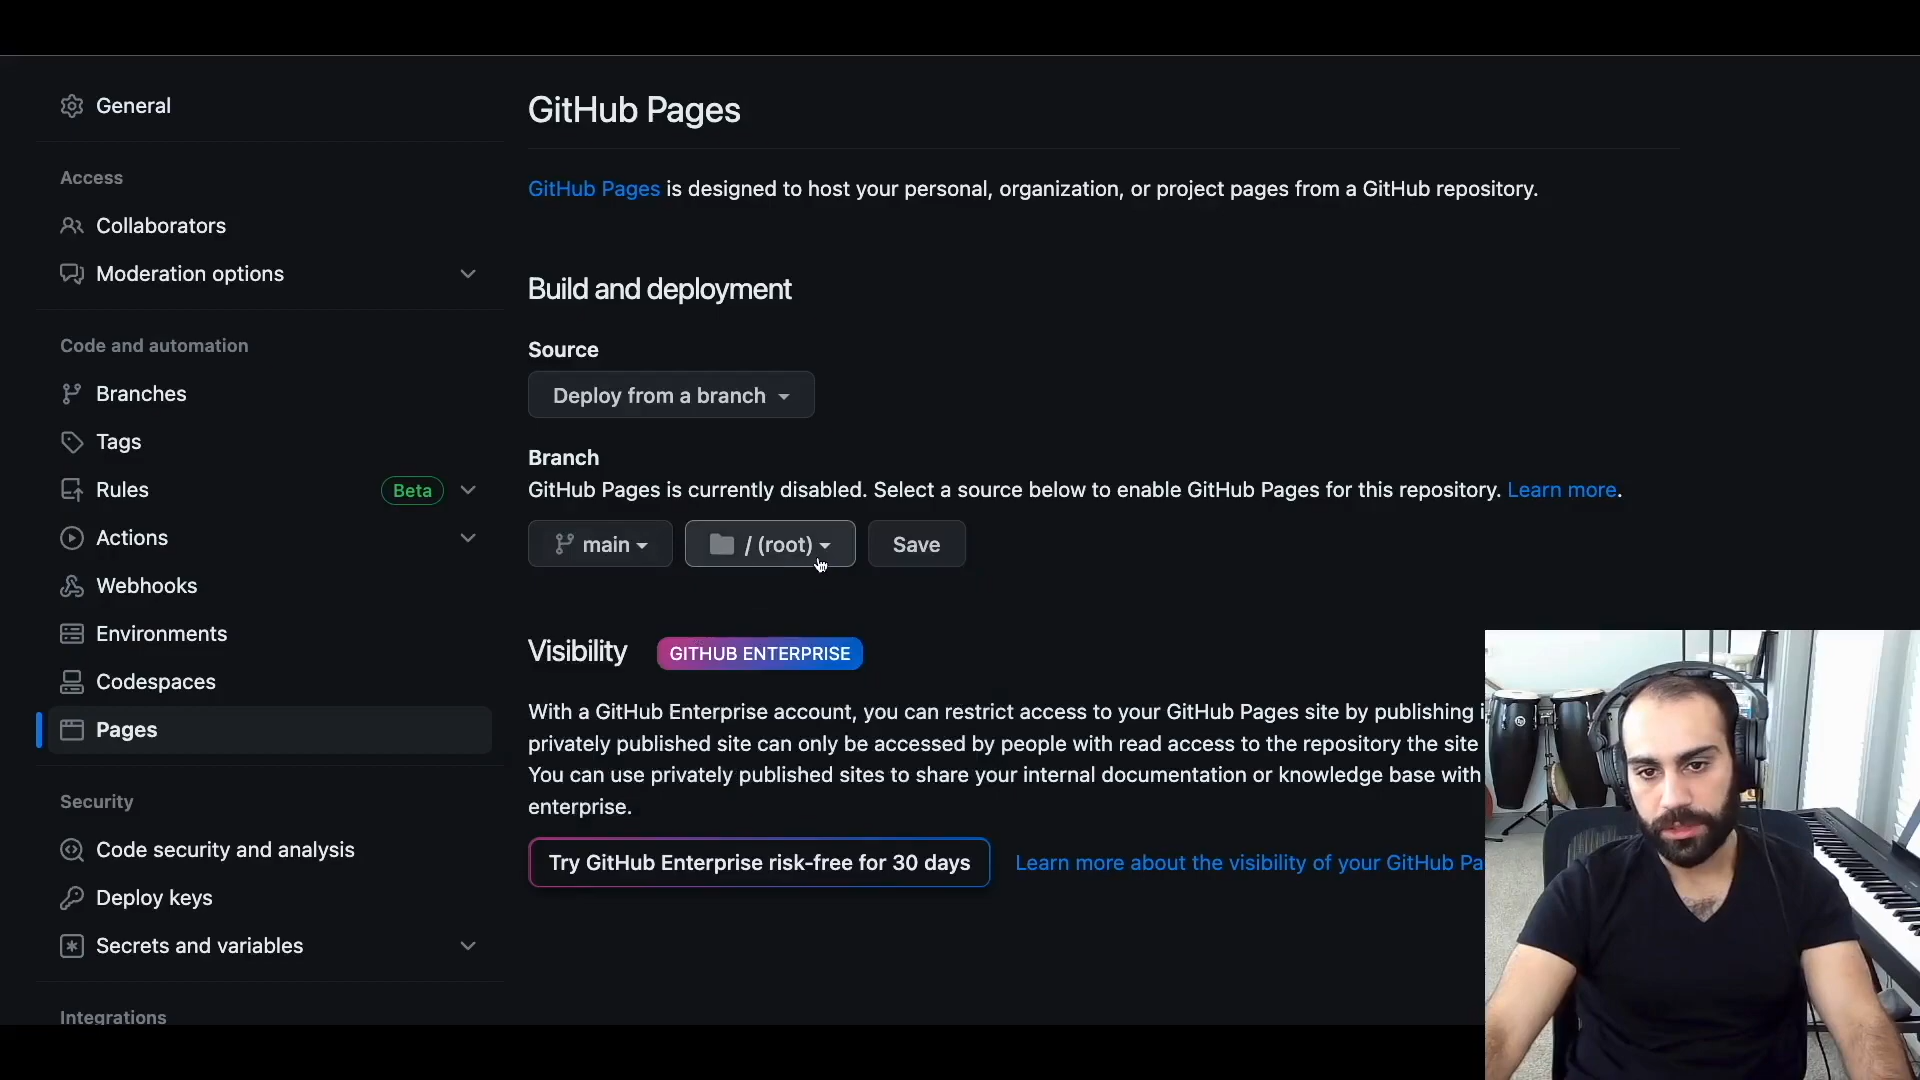 General
Access
Collaborators
Moderation options
Code and automation
Branches
Tags
Rules Beta
Actions
Webhooks
Environments
Codespaces
Pages
Security
Code security and analysis
Deploy keys
Secrets and variables
Integrations
GitHub Pages
GitHub Pages is designed to host your personal, organization, or project pages from a GitHub repository.
Build and deployment
Source
Deploy from a branch
Branch
GitHub Pages is currently disabled. Select a source below to enable GitHub Pages for this repository. Learn more.
main / (root) Save
Visibility GITHUB ENTERPRISE
With a GitHub Enterprise account, you can restrict access to your GitHub Pages site by publishing
privately published site can only be accessed by people with read access to the repository the site
You can use privately published sites to share your internal documentation or knowledge base with
enterprise.
Try GitHub Enterprise risk-free for 30 days Learn more about the visibility of your GitHub Pa